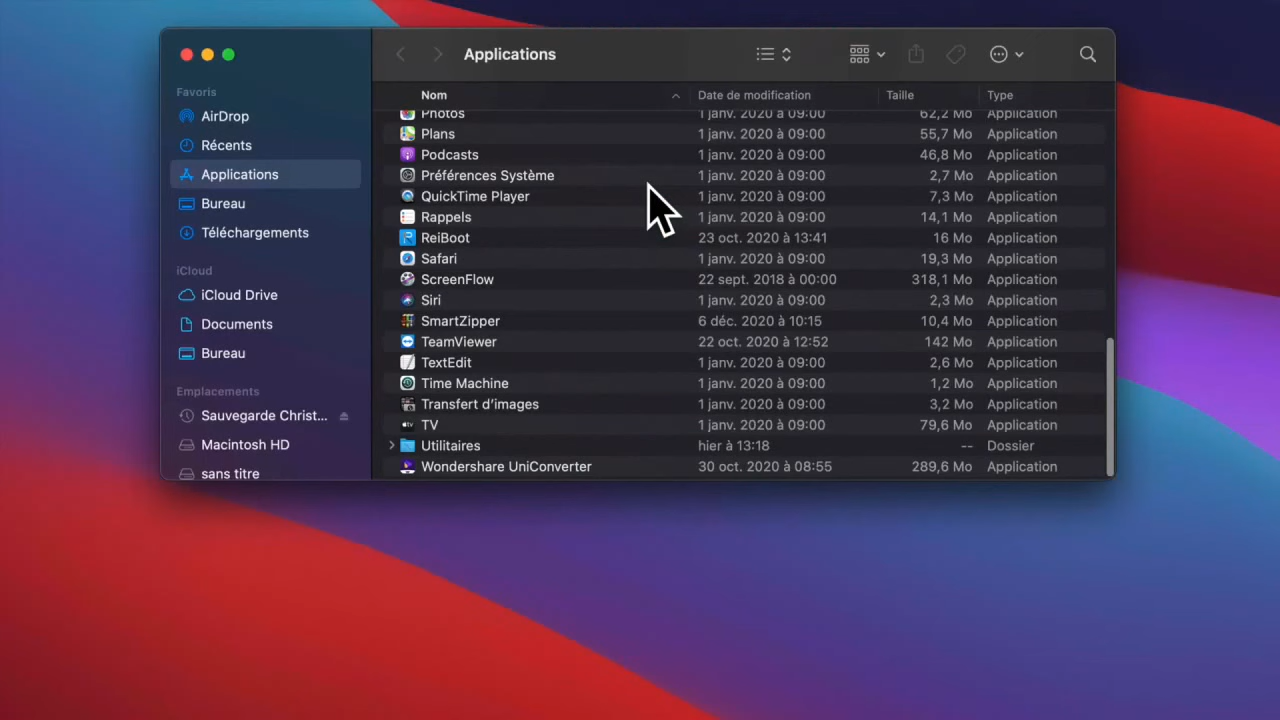 Applications
Favoris
AirDrop
Récents
Applications
Bureau
Téléchargements
iCloud
iCloud Drive
Documents
Bureau
Emplacements
Sauvegarde Christ...
Macintosh HD
sans titre
Nom Date de modification Taille Type
Photos 1 janv. 2020 à 09:00 62,2 Mo Application
Plans 1 janv. 2020 à 09:00 55,7 Mo Application
Podcasts 1 janv. 2020 à 09:00 46,8 Mo Application
Préférences Système 1 janv. 2020 à 09:00 2,7 Mo Application
QuickTime Player 1 janv. 2020 à 09:00 7,3 Mo Application
Rappels 1 janv. 2020 à 09:00 14,1 Mo Application
ReiBoot 23 oct. 2020 à 13:41 16 Mo Application
Safari 1 janv. 2020 à 09:00 19,3 Mo Application
ScreenFlow 22 sept. 2018 à 00:00 318,1 Mo Application
Siri 1 janv. 2020 à 09:00 2,3 Mo Application
SmartZipper 6 déc. 2020 à 10:15 10,4 Mo Application
TeamViewer 22 oct. 2020 à 12:52 142 Mo Application
TextEdit 1 janv. 2020 à 09:00 2,6 Mo Application
Time Machine 1 janv. 2020 à 09:00 1,2 Mo Application
Transfert d’images 1 janv. 2020 à 09:00 3,2 Mo Application
TV 1 janv. 2020 à 09:00 79,6 Mo Application
Utilitaires hier à 13:18 -- Dossier
Wondershare UniConverter 30 oct. 2020 à 08:55 289,6 Mo Application